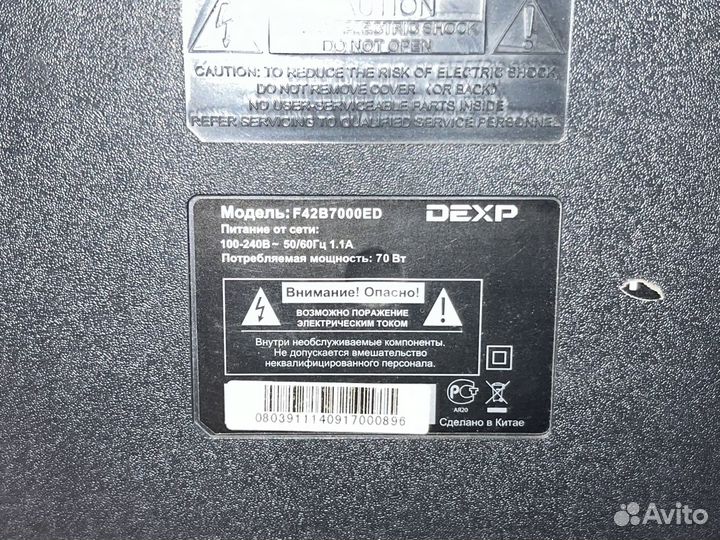 CAUTION
ELECTRIC SHOCK
DO NOT OPEN
CAUTION: TO REDUCE THE RISK OF ELECTRIC SHOCK,
DO NOT REMOVE COVER (OR BACK)
NO USER-SERVICEABLE PARTS INSIDE
REFER SERVICING TO QUALIFIED SERVICE PERSONNEL
Модель: F42B7000ED
DEXP
Питание от сети:
100-240В~ 50/60Гц 1.1А
Потребляемая мощность: 70 Вт
Внимание! Опасно!
ВОЗМОЖНО ПОРАЖЕНИЕ
ЭЛЕКТРИЧЕСКИМ ТОКОМ
Внутри необслуживаемые компоненты.
Не допускается вмешательство
неквалифицированного персонала.
0803911140917000896
АЯ20
Сделано в Китае
Avito